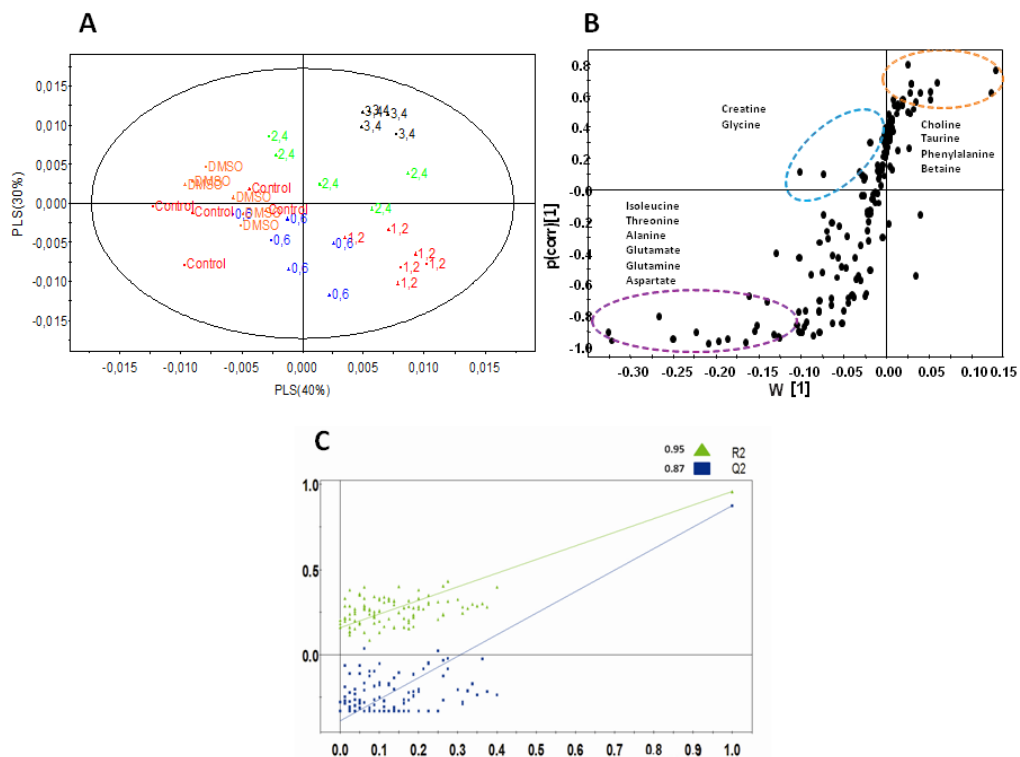 A
0,015
0,010
0,005
0,000
-0,005
-0,010
-0,015
PLS(30%)
-0,015
-0,010
-0,005
0,000
0,005
0,010
0,015
PLS(40%)
3,4
3,4
3,4
3,4
2,4
2,4
2,4
2,4
2,4
DMSO
DMSO
DMSO
DMSO
DMSO
DMSO
Control
Control
Control
Control
Control
0,6
0,6
0,6
0,6
0,6
0,6
1,2
1,2
1,2
1,2
1,2
1,2
B
0.8
0.6
0.4
0.2
-0.0
-0.2
-0.4
-0.6
-0.8
-1.0
p(corr)[1]
Creatine
Glycine
Choline
Taurine
Phenylalanine
Betaine
Isoleucine
Threonine
Alanine
Glutamate
Glutamine
Aspartate
-0.30 -0.25 -0.20 -0.15 -0.10 -0.05 0.00 0.05 0.10 0.15
W [1]
C
0.95 R2
0.87 Q2
1.0
0.5
0.0
0.0 0.1 0.2 0.3 0.4 0.5 0.6 0.7 0.8 0.9 1.0